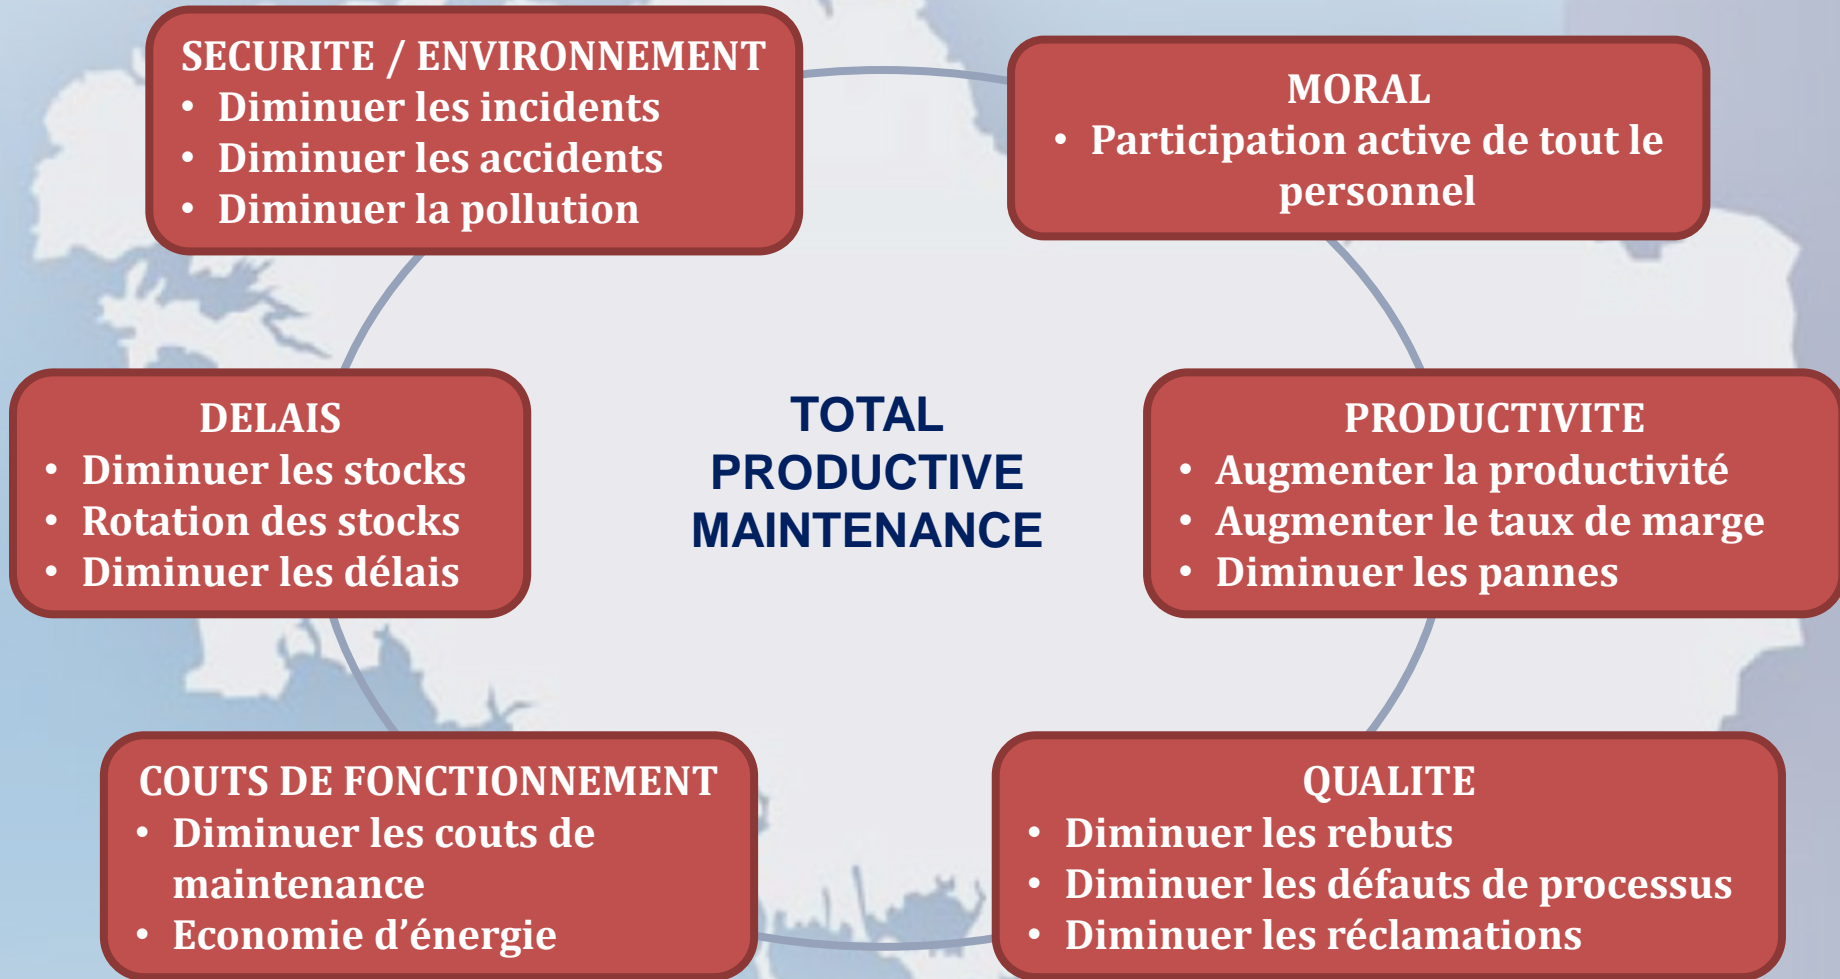 SECURITE / ENVIRONNEMENT
• Diminuer les incidents
• Diminuer les accidents
• Diminuer la pollution
MORAL
• Participation active de tout le
personnel
DELAIS
• Diminuer les stocks
• Rotation des stocks
• Diminuer les délais
TOTAL
PRODUCTIVE
MAINTENANCE
PRODUCTIVITE
• Augmenter la productivité
• Augmenter le taux de marge
• Diminuer les pannes
COUTS DE FONCTIONNEMENT
• Diminuer les couts de
maintenance
• Economie d’énergie
QUALITE
• Diminuer les rebuts
• Diminuer les défauts de processus
• Diminuer les réclamations